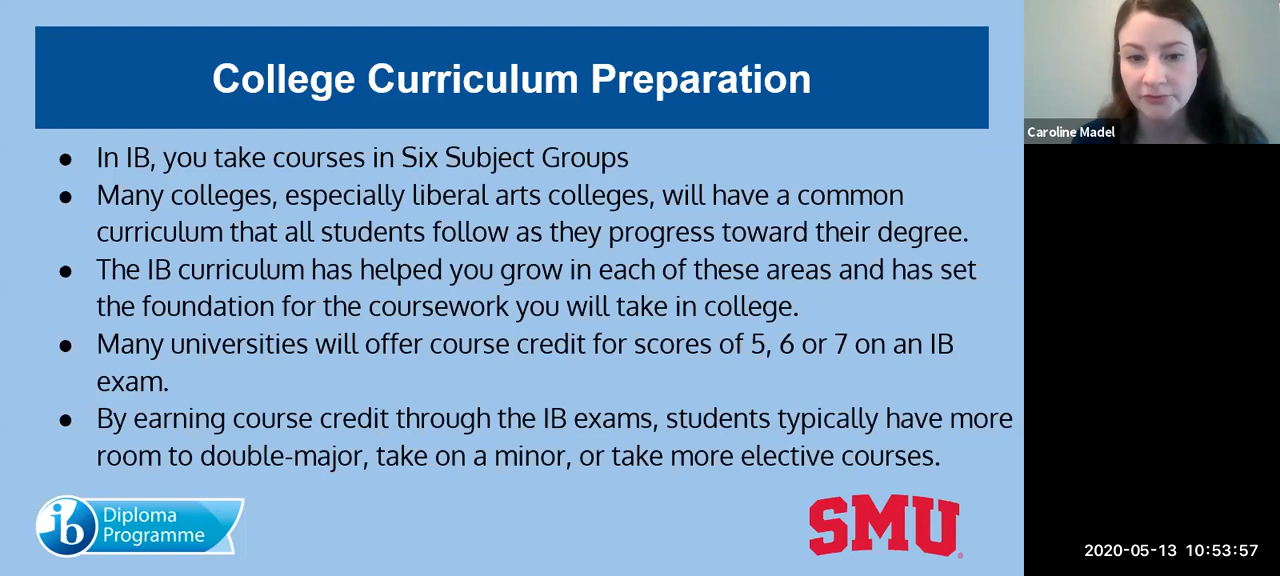 College Curriculum Preparation
● In IB, you take courses in Six Subject Groups
● Many colleges, especially liberal arts colleges, will have a common
curriculum that all students follow as they progress toward their degree.
● The IB curriculum has helped you grow in each of these areas and has set
the foundation for the coursework you will take in college.
● Many universities will offer course credit for scores of 5, 6 or 7 on an IB
exam.
● By earning course credit through the IB exams, students typically have more
room to double-major, take on a minor, or take more elective courses.
ib Diploma
Programme
SMU®
Caroline Madel
2020-05-13 10:53:57